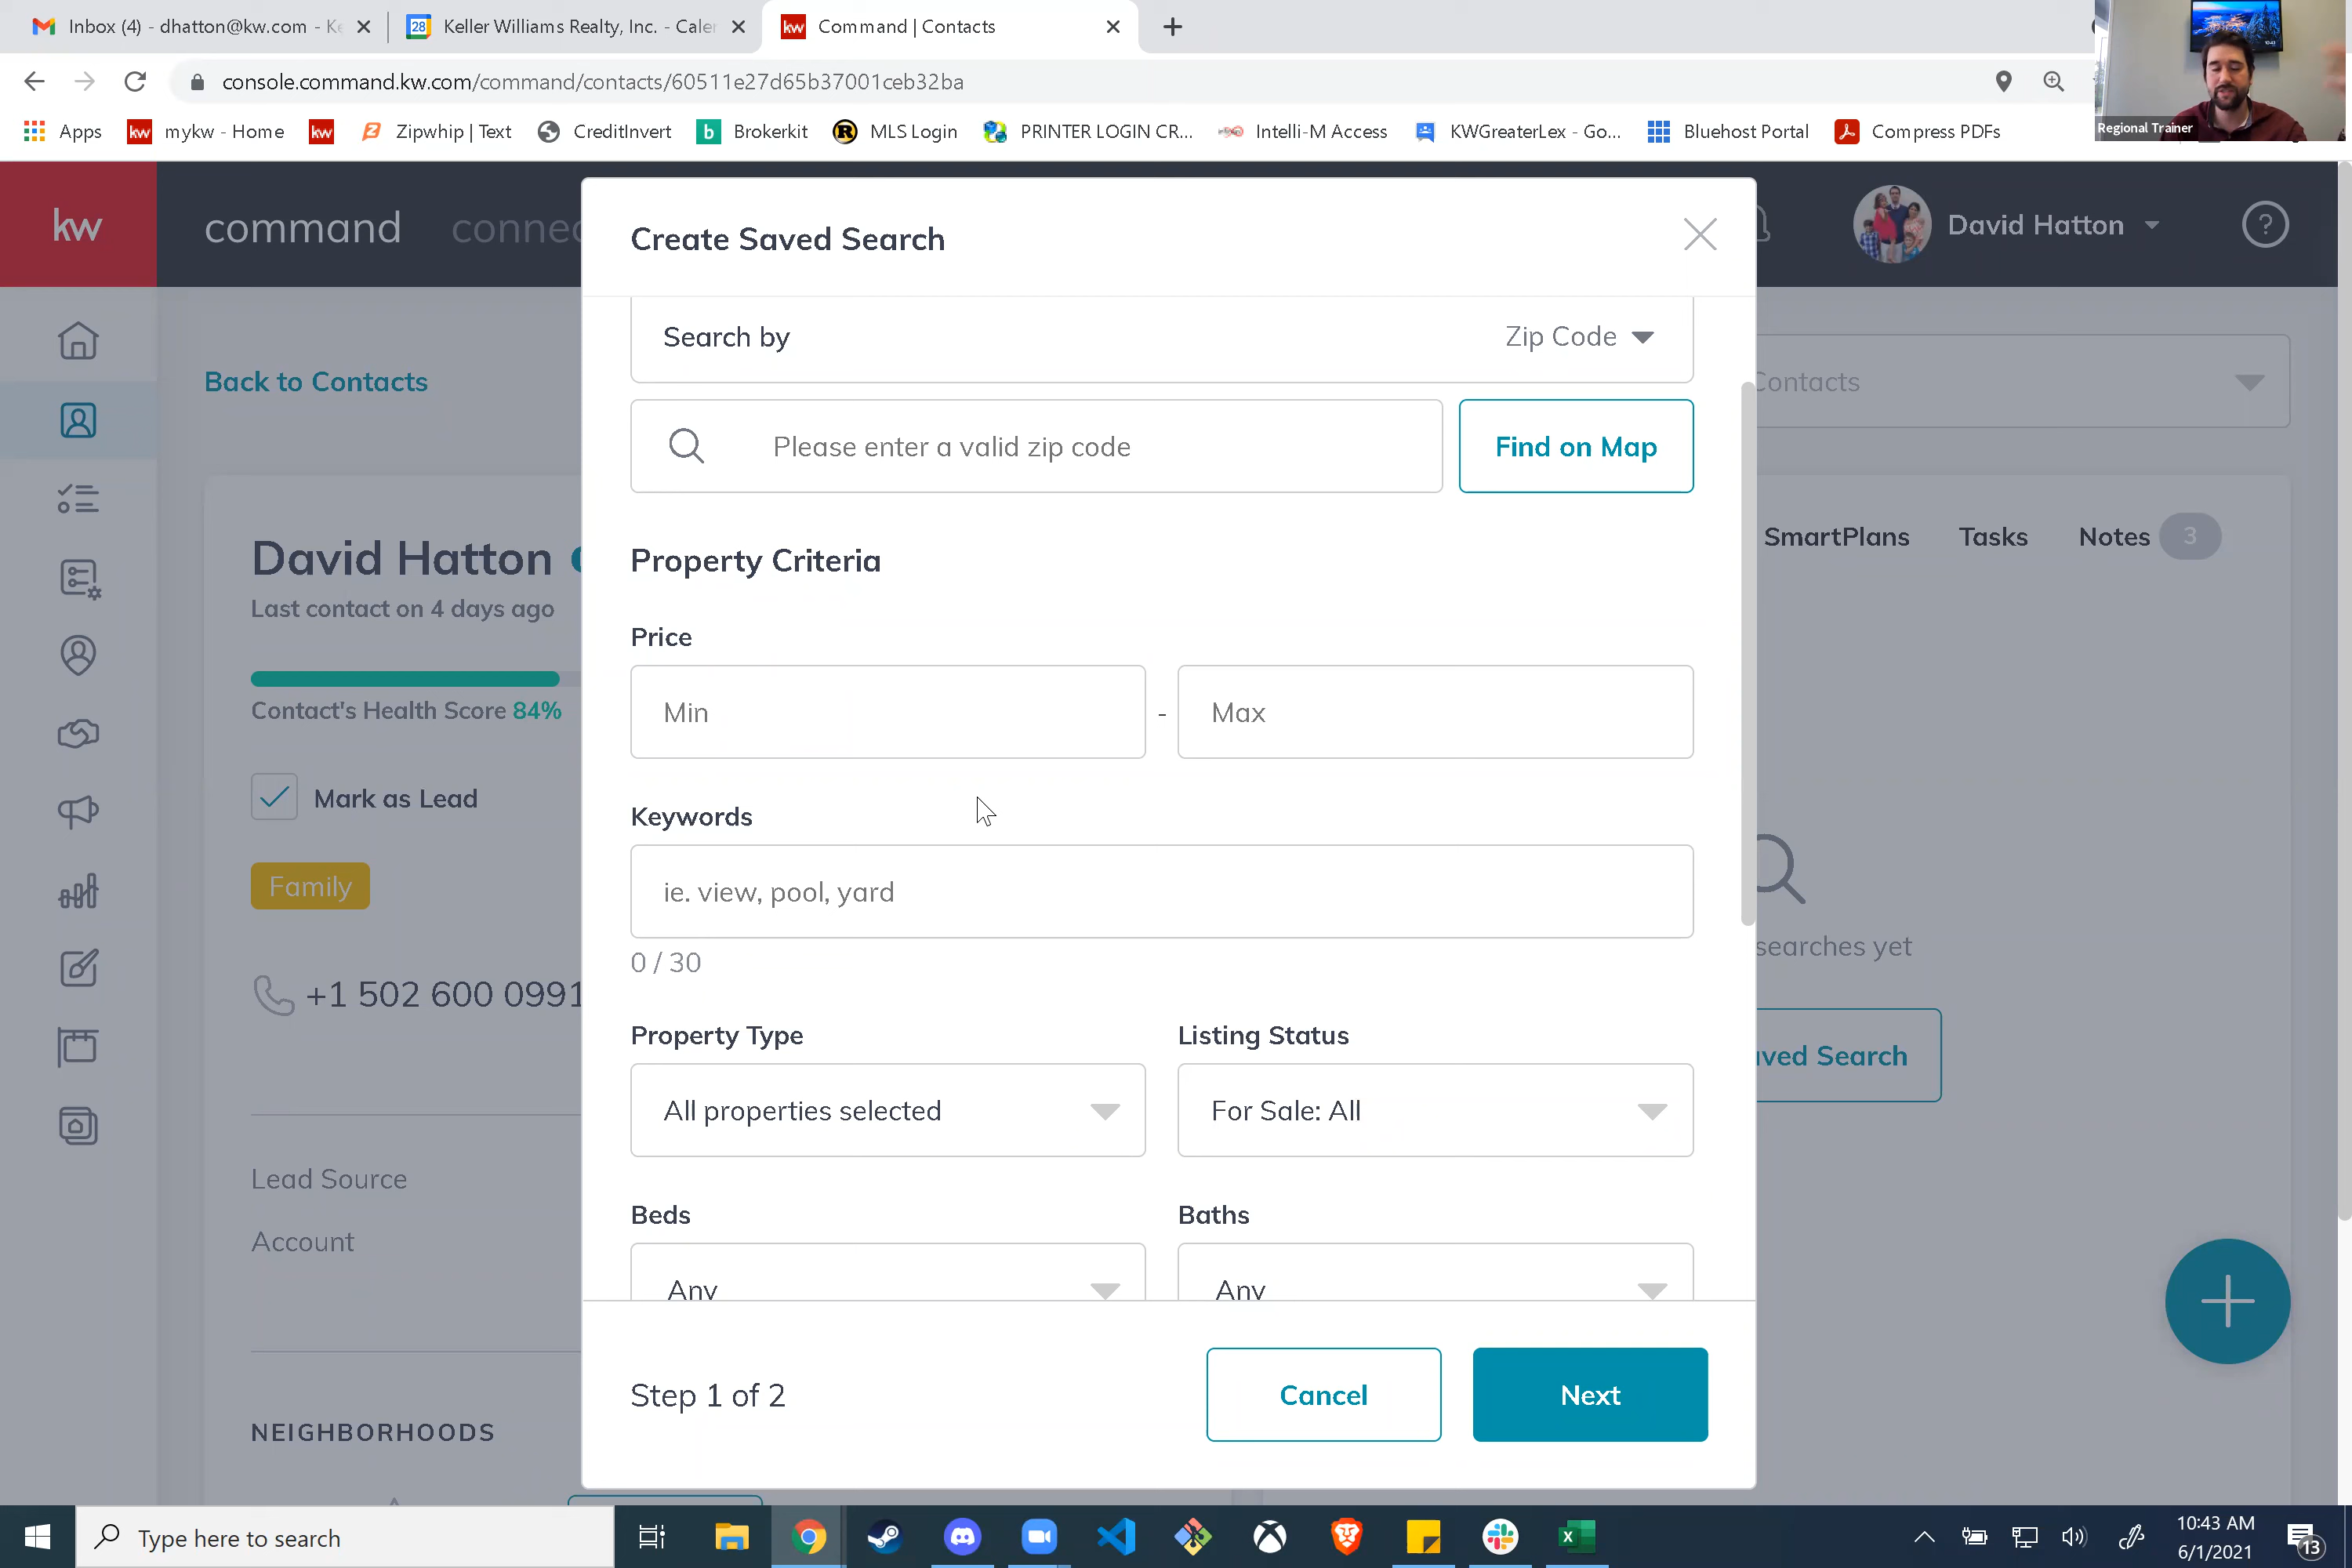 Inbox (4) - dhatton@kw.com - Ke
Keller Williams Realty, Inc. - Caler
Command | Contacts
console.command.kw.com/command/contacts/60511e27d65b37001ceb32ba
Apps
mykw - Home
Zipwhip | Text
CreditInvert
Brokerkit
MLS Login
PRINTER LOGIN CR...
Intelli-M Access
KWGreaterLex - Go...
Bluehost Portal
Compress PDFs
Regional Trainer
kw
command
connec
David Hatton
Create Saved Search
Back to Contacts
Contacts
Search by
Zip Code
Please enter a valid zip code
Find on Map
David Hatton
Last contact on 4 days ago
Contact's Health Score 84%
SmartPlans
Tasks
Notes 3
Property Criteria
Price
Min
-
Max
Mark as Lead
Keywords
ie. view, pool, yard
0 / 30
Family
+1 502 600 0991
searches yet
aved Search
Property Type
Listing Status
All properties selected
For Sale: All
Beds
Baths
Any
Any
Lead Source
Account
NEIGHBORHOODS
Step 1 of 2
Cancel
Next
Type here to search
10:43 AM
6/1/2021
13